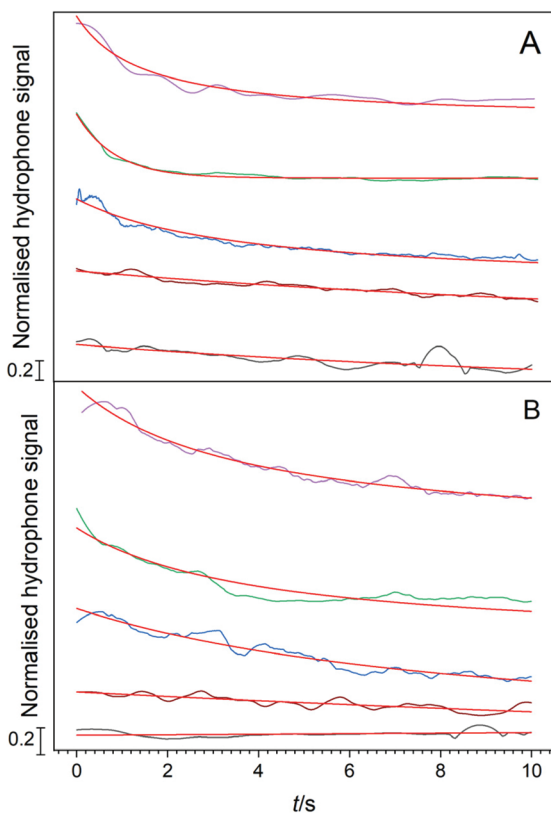 A
Normalised hydrophone signal
0.2
B
Normalised hydrophone signal
0.2
0 2 4 6 8 10
t/s